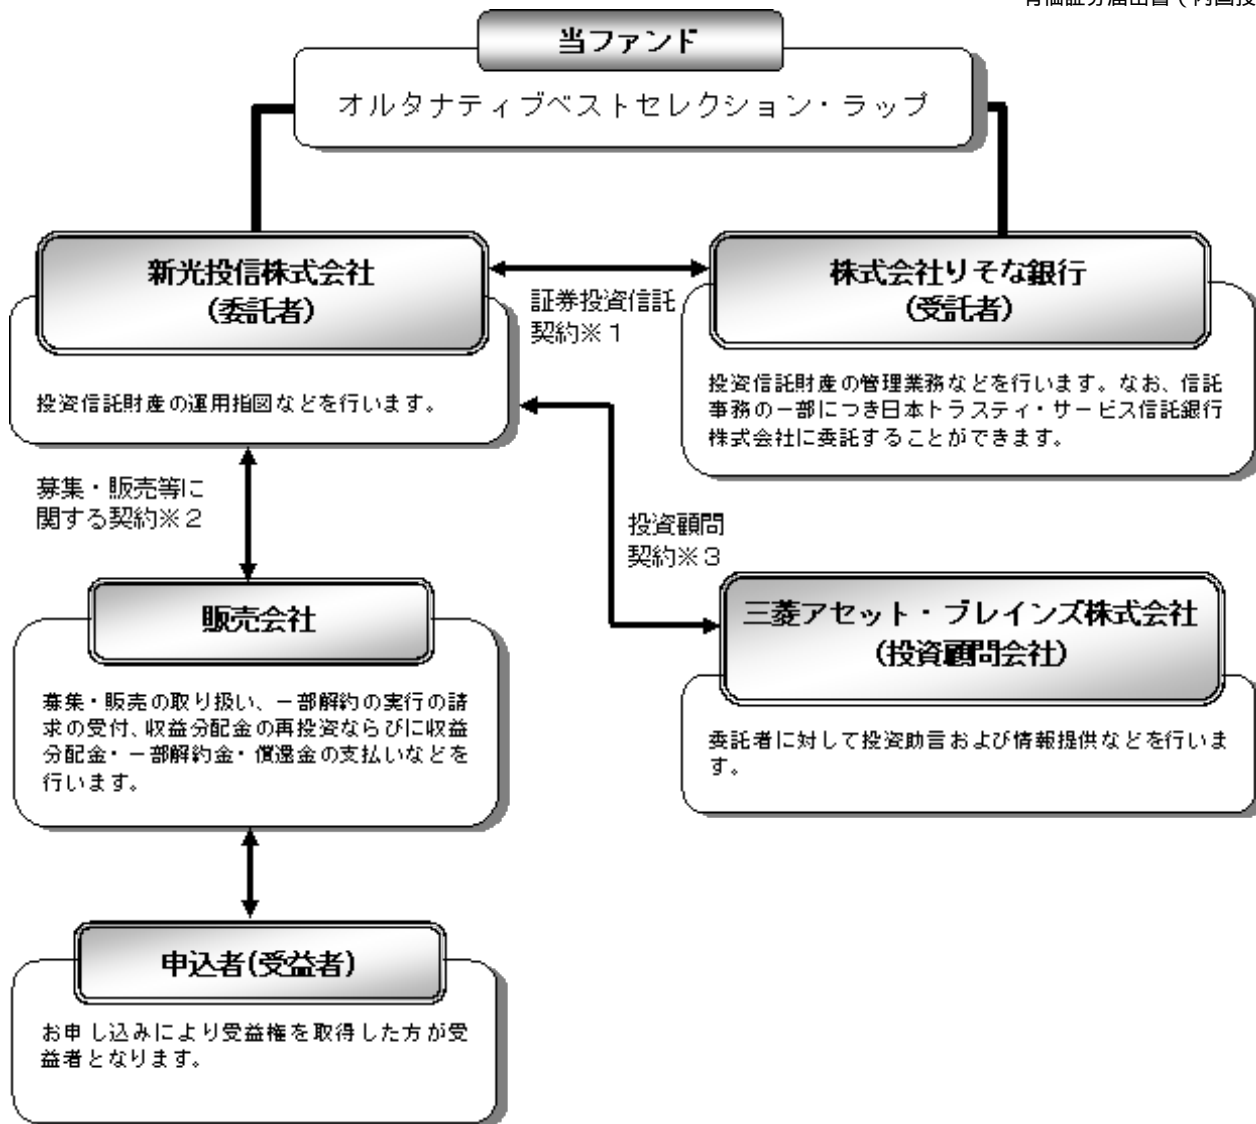 有価証券届出書（内国投
当ファンド
オルタナティブベストセレクション・ラップ
新光投信株式会社
(委託者)
投資信託財産の運用指図などを行います。
証券投資信託
契約※１
株式会社りそな銀行
(受託者)
投資信託財産の管理業務などを行います。なお、信託
事務の一部につき日本トラスティ・サービス信託銀行
株式会社に委託することができます。
募集・販売等に
関する契約※２
投資顧問
契約※３
販売会社
募集・販売の取り扱い、一部解約の実行の請
求の受付、収益分配金の再投資ならびに収益
分配金・一部解約金・償還金の支払いなどを
行います。
三菱アセット・ブレインズ株式会社
(投資顧問会社)
委託者に対して投資助言および情報提供などを行いま
す。
申込者(受益者)
お申し込みにより受益権を取得した方が受
益者となります。